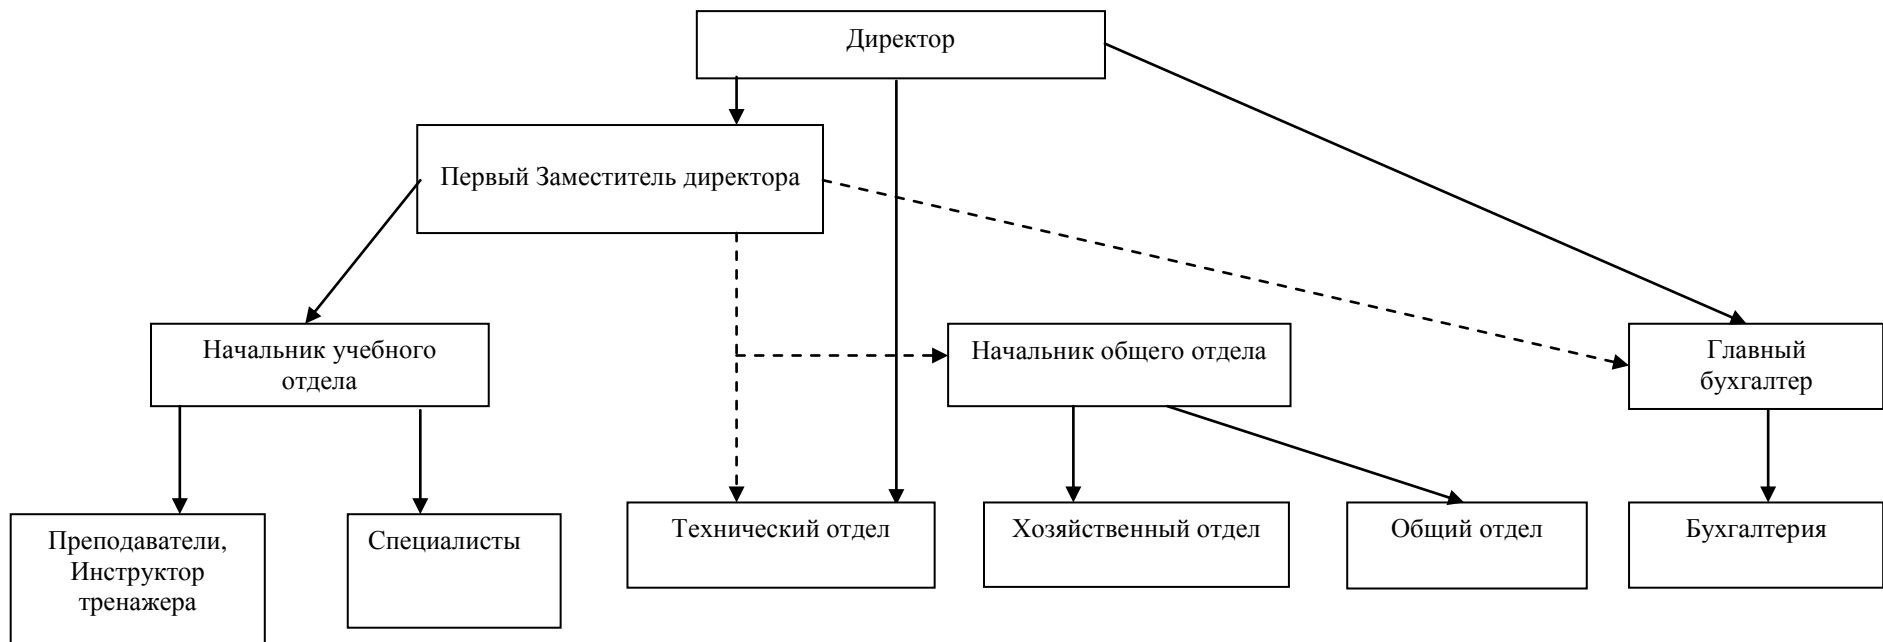 Директор
Первый Заместитель директора
Начальник учебного
отдела
Начальник общего отдела
Главный
бухгалтер
Преподаватели,
Инструктор
тренажера
Специалисты
Технический отдел
Хозяйственный отдел
Общий отдел
Бухгалтерия